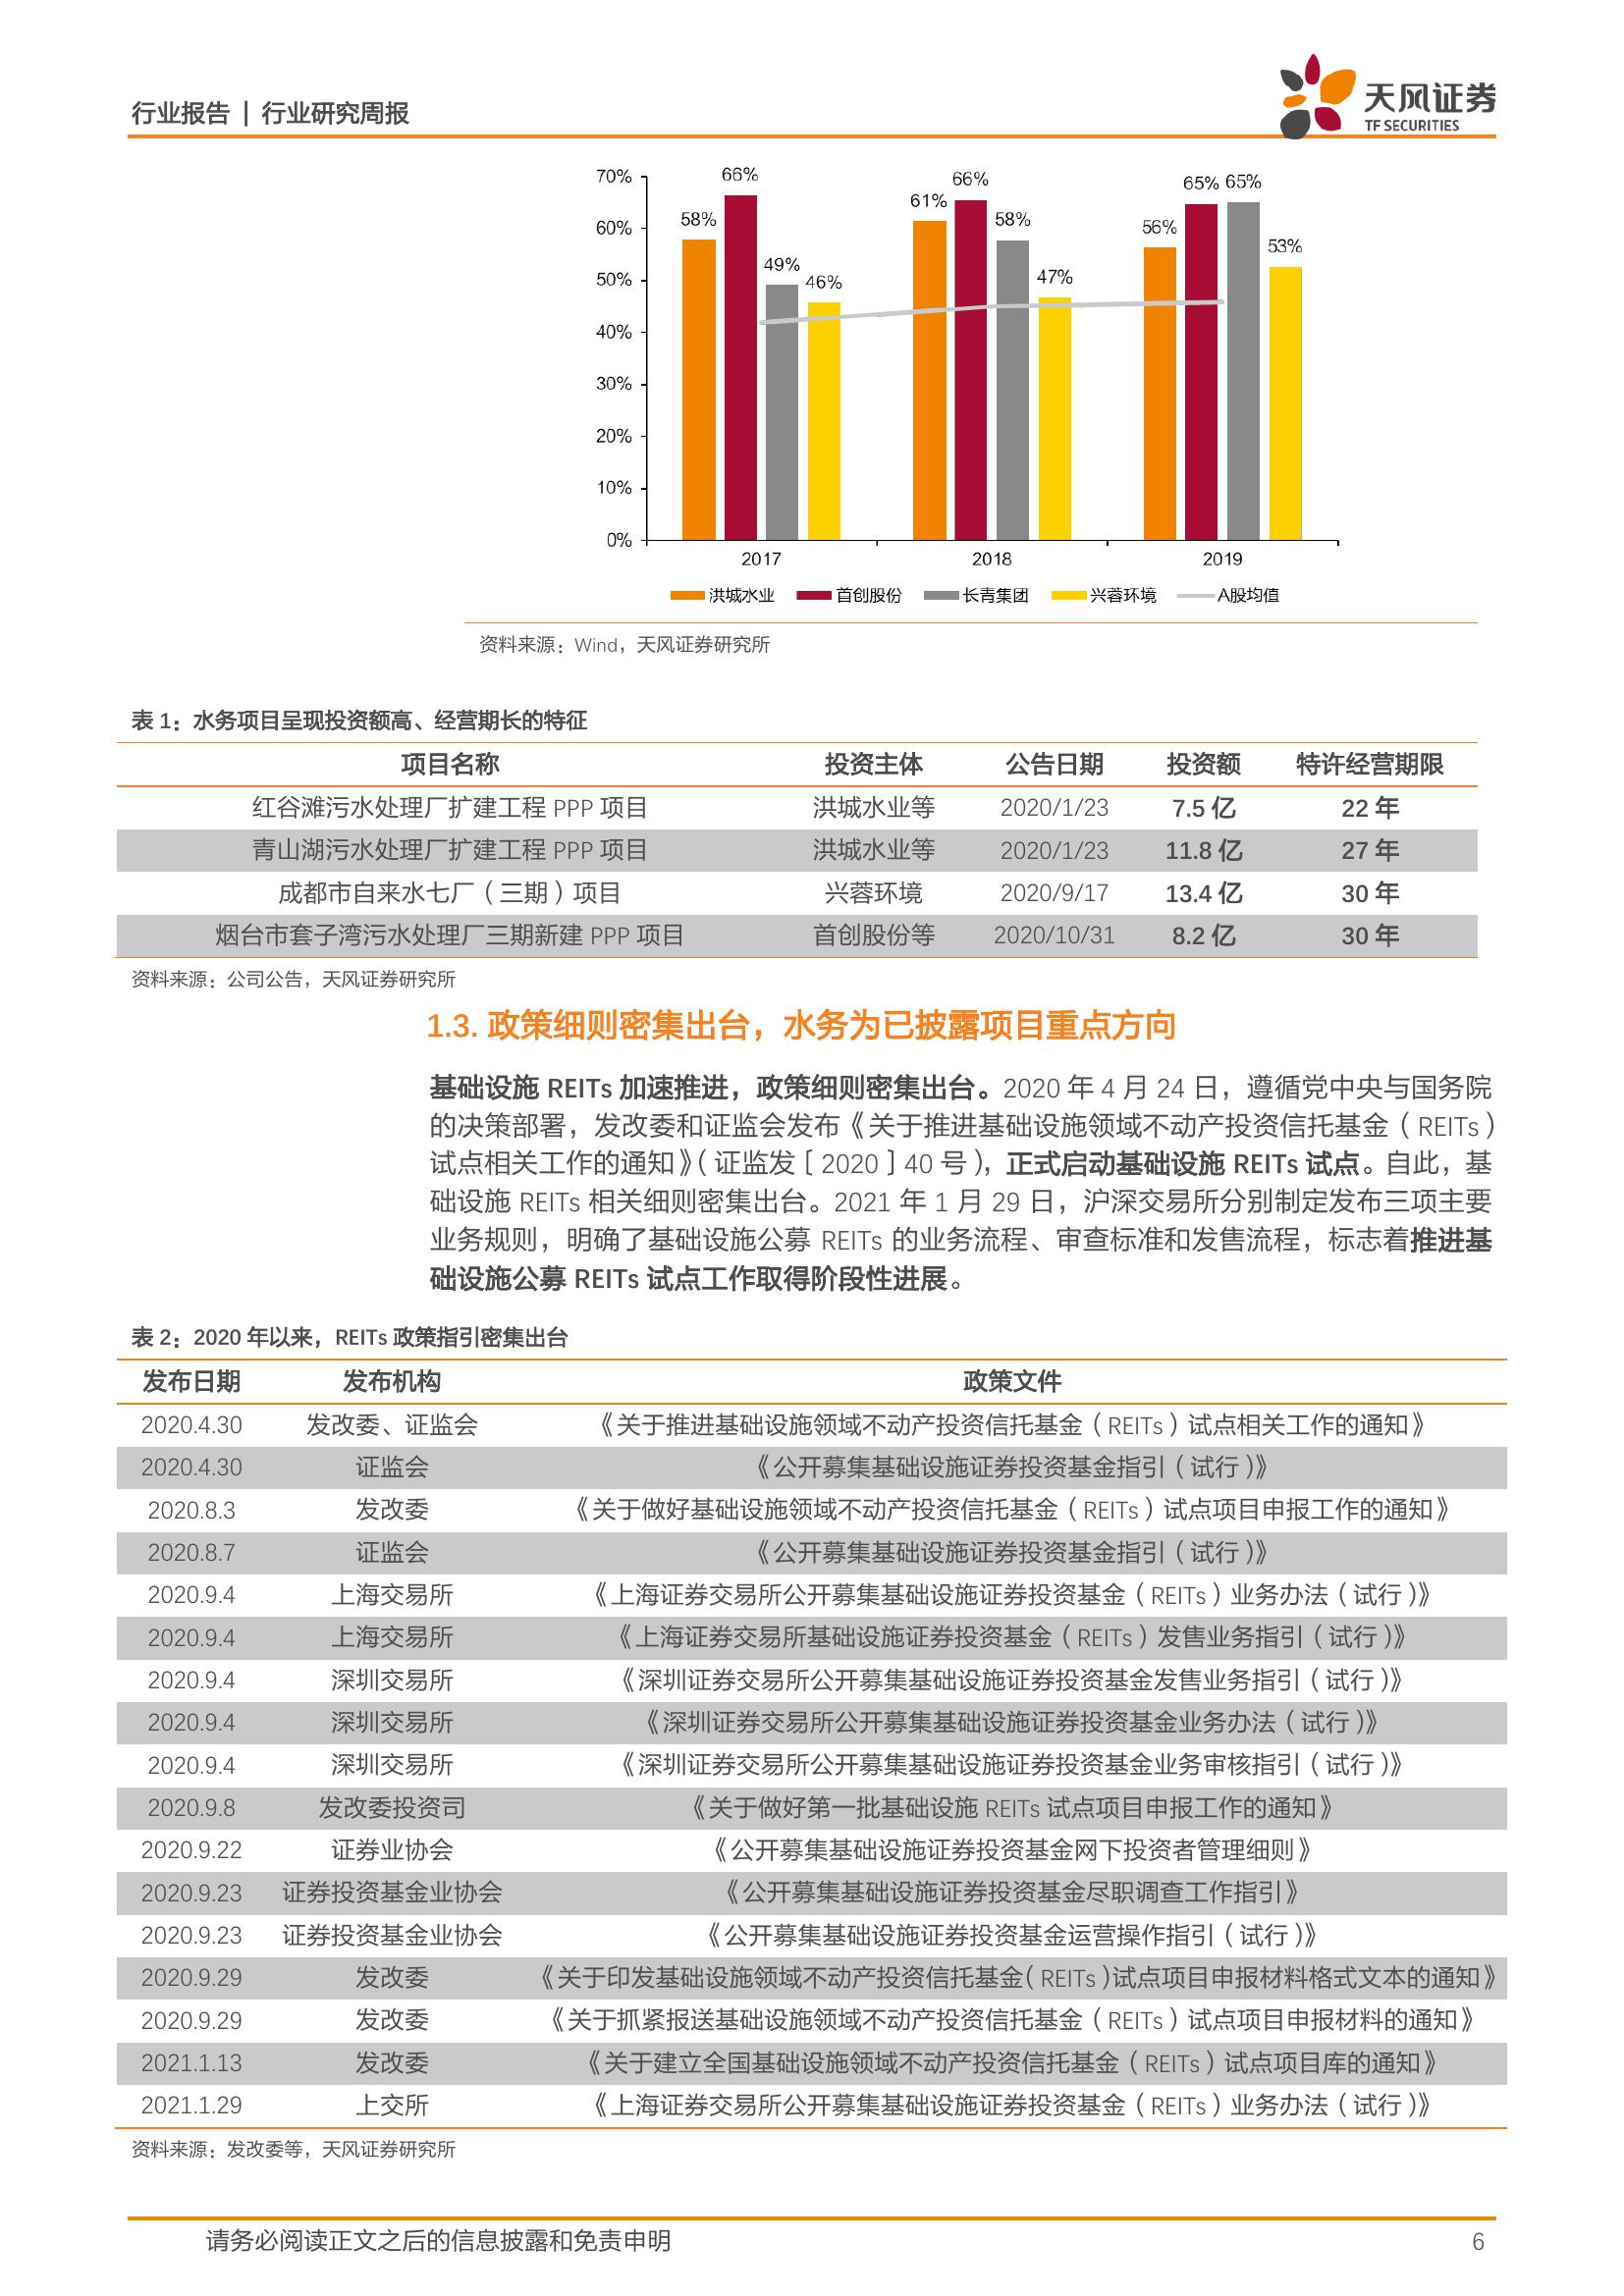 行业报告 | 行业研究周报
天风证券
TF SECURITIES
70%
60%
50%
40%
30%
20%
10%
0%
58%
66%
49%
46%
61%
66%
58%
47%
56%
65%
65%
53%
2017 2018 2019
洪城水业 首创股份 长青集团 兴蓉环境 A股均值
资料来源：Wind，天风证券研究所
表 1：水务项目呈现投资额高、经营期长的特征
项目名称 投资主体 公告日期 投资额 特许经营期限
红谷滩污水处理厂扩建工程 PPP 项目 洪城水业等 2020/1/23 7.5 亿 22 年
青山湖污水处理厂扩建工程 PPP 项目 洪城水业等 2020/1/23 11.8 亿 27 年
成都市自来水七厂（三期）项目 兴蓉环境 2020/9/17 13.4 亿 30 年
烟台市套子湾污水处理厂三期新建 PPP 项目 首创股份等 2020/10/31 8.2 亿 30 年
资料来源：公司公告，天风证券研究所
1.3. 政策细则密集出台，水务为已披露项目重点方向
基础设施 REITs 加速推进，政策细则密集出台。2020 年 4 月 24 日，遵循党中央与国务院
的决策部署，发改委和证监会发布《关于推进基础设施领域不动产投资信托基金（REITs）
试点相关工作的通知》（证监发〔2020〕40 号），正式启动基础设施 REITs 试点。自此，基
础设施 REITs 相关细则密集出台。2021 年 1 月 29 日，沪深交易所分别制定发布三项主要
业务规则，明确了基础设施公募 REITs 的业务流程、审查标准和发售流程，标志着推进基
础设施公募 REITs 试点工作取得阶段性进展。
表 2：2020 年以来，REITs 政策指引密集出台
发布日期 发布机构 政策文件
2020.4.30 发改委、证监会 《关于推进基础设施领域不动产投资信托基金（REITs）试点相关工作的通知》
2020.4.30 证监会 《公开募集基础设施证券投资基金指引（试行）》
2020.8.3 发改委 《关于做好基础设施领域不动产投资信托基金（REITs）试点项目申报工作的通知》
2020.8.7 证监会 《公开募集基础设施证券投资基金指引（试行）》
2020.9.4 上海交易所 《上海证券交易所公开募集基础设施证券投资基金（REITs）业务办法（试行）》
2020.9.4 上海交易所 《上海证券交易所基础设施证券投资基金（REITs）发售业务指引（试行）》
2020.9.4 深圳交易所 《深圳证券交易所公开募集基础设施证券投资基金发售业务指引（试行）》
2020.9.4 深圳交易所 《深圳证券交易所公开募集基础设施证券投资基金业务办法（试行）》
2020.9.4 深圳交易所 《深圳证券交易所公开募集基础设施证券投资基金业务审核指引（试行）》
2020.9.8 发改委投资司 《关于做好第一批基础设施 REITs 试点项目申报工作的通知》
2020.9.22 证券业协会 《公开募集基础设施证券投资基金网下投资者管理细则》
2020.9.23 证券投资基金业协会 《公开募集基础设施证券投资基金尽职调查工作指引》
2020.9.23 证券投资基金业协会 《公开募集基础设施证券投资基金运营操作指引（试行）》
2020.9.29 发改委 《关于印发基础设施领域不动产投资信托基金（REITs）试点项目申报材料格式文本的通知》
2020.9.29 发改委 《关于抓紧报送基础设施领域不动产投资信托基金（REITs）试点项目申报材料的通知》
2021.1.13 发改委 《关于建立全国基础设施领域不动产投资信托基金（REITs）试点项目库的通知》
2021.1.29 上交所 《上海证券交易所公开募集基础设施证券投资基金（REITs）业务办法（试行）》
资料来源：发改委等，天风证券研究所
请务必阅读正文之后的信息披露和免责申明 6